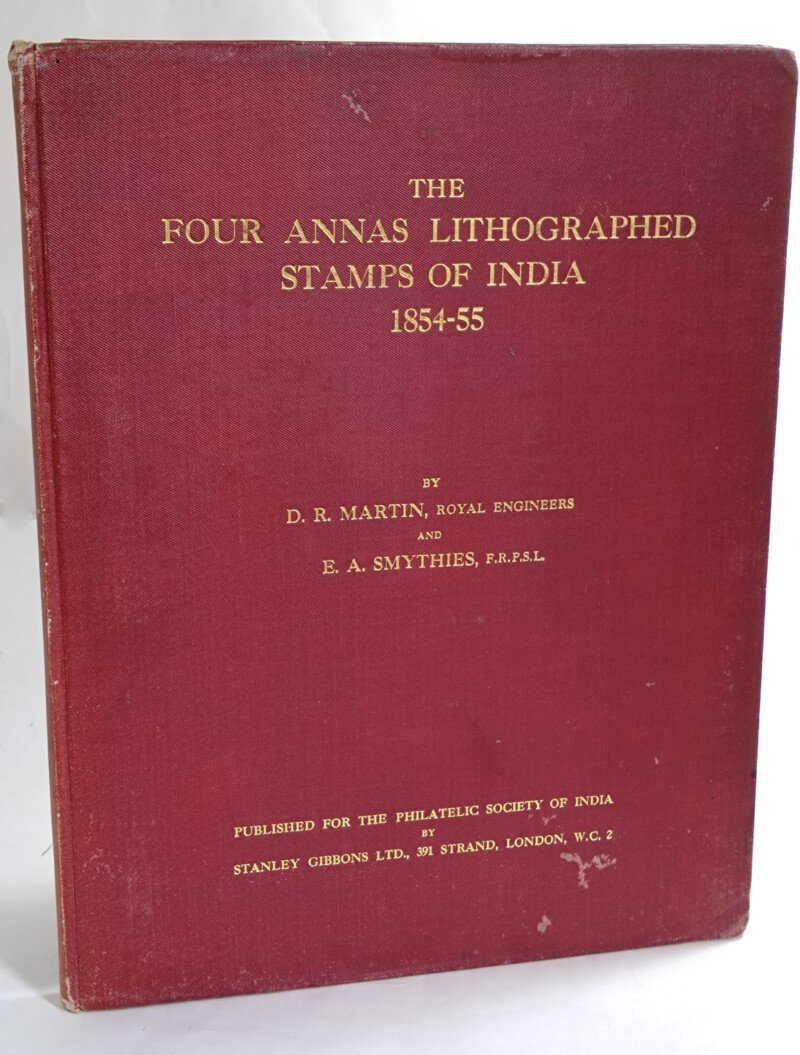 THE
FOUR ANNAS LITHOGRAPHED
STAMPS OF INDIA
1854-55
BY
D. R. MARTIN, ROYAL ENGINEERS
AND
E. A. SMYTHIES, F.R.P.S.L.
PUBLISHED FOR THE PHILATELIC SOCIETY OF INDIA
BY
STANLEY GIBBONS LTD., 391 STRAND, LONDON, W.C. 2